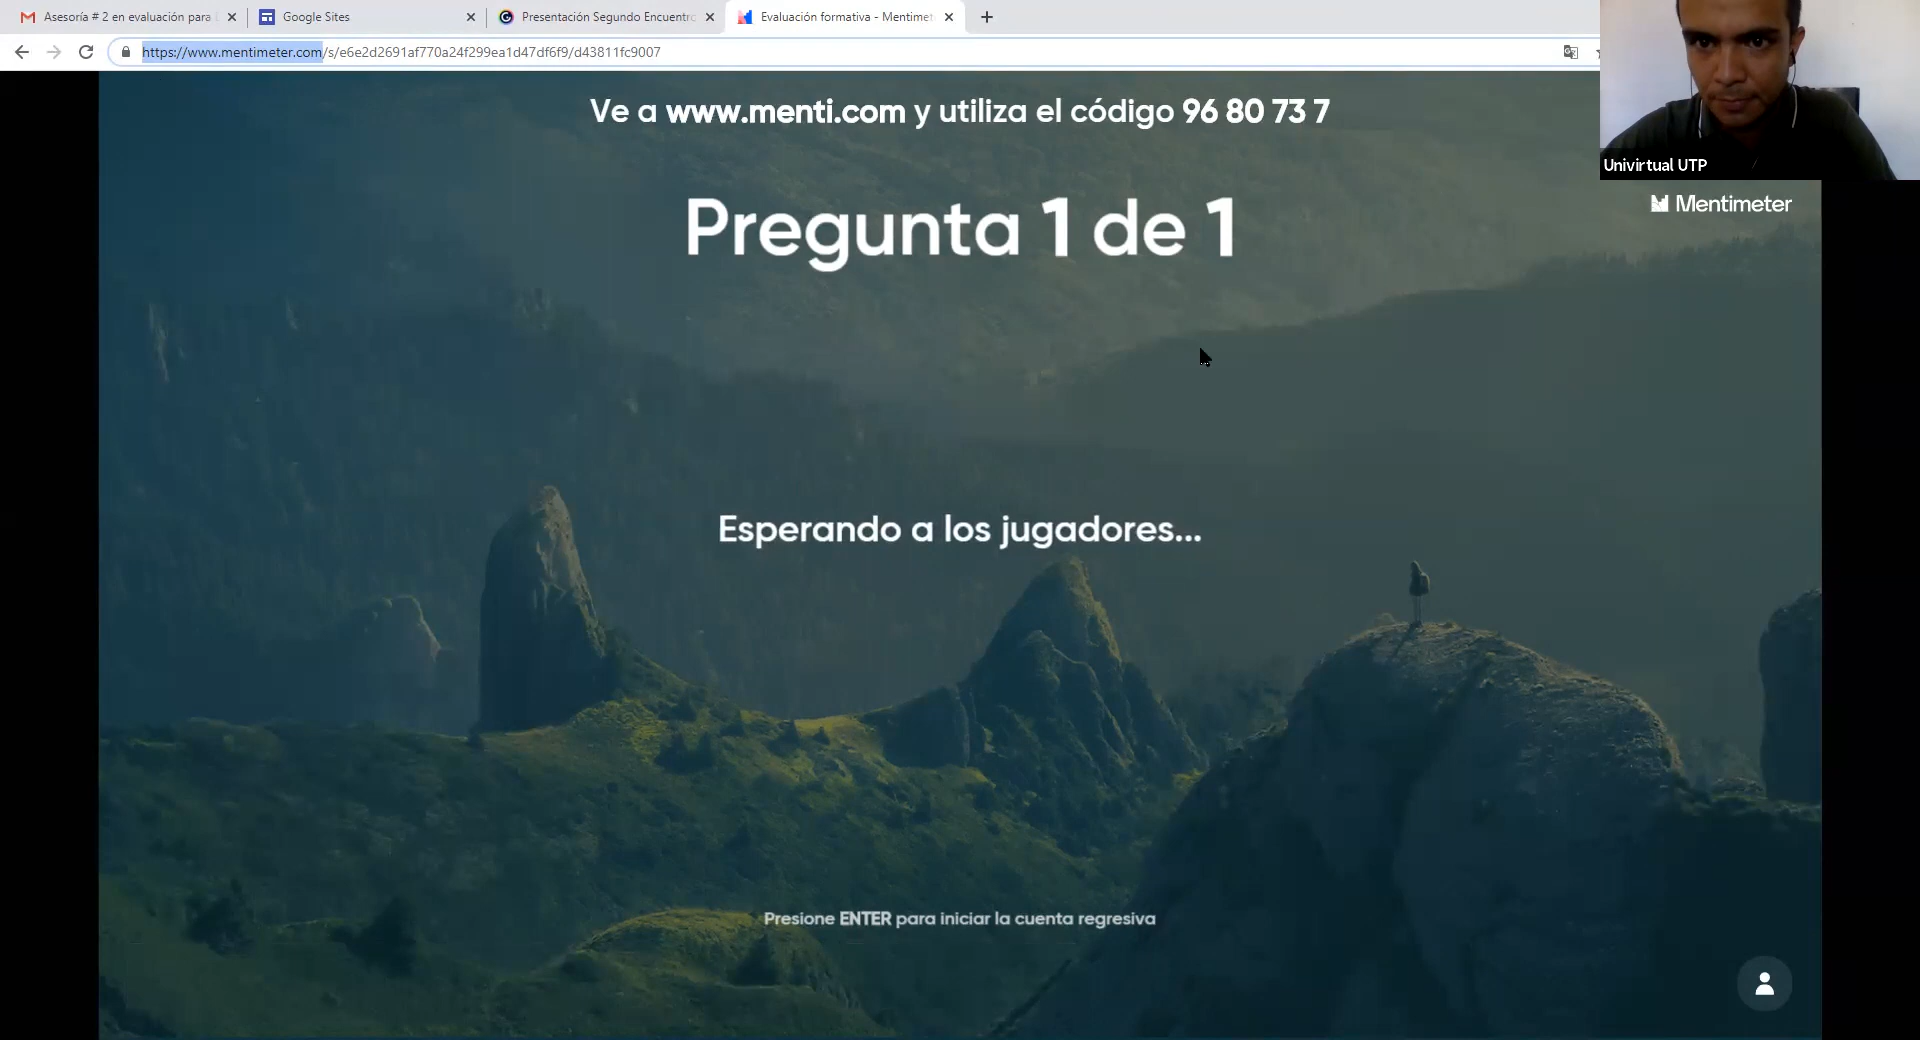 Asesoría # 2 en evaluación para
Google Sites
Presentación Segundo Encuentro
Evaluación formativa - Mentimet
https://www.mentimeter.com/s/e6e2d2691af770a24f299ea1d47df6f9/d43811fc9007
Ve a www.menti.com y utiliza el código 96 80 73 7
Univirtual UTP
Mentimeter
Pregunta 1 de 1
Esperando a los jugadores...
Presione ENTER para iniciar la cuenta regresiva